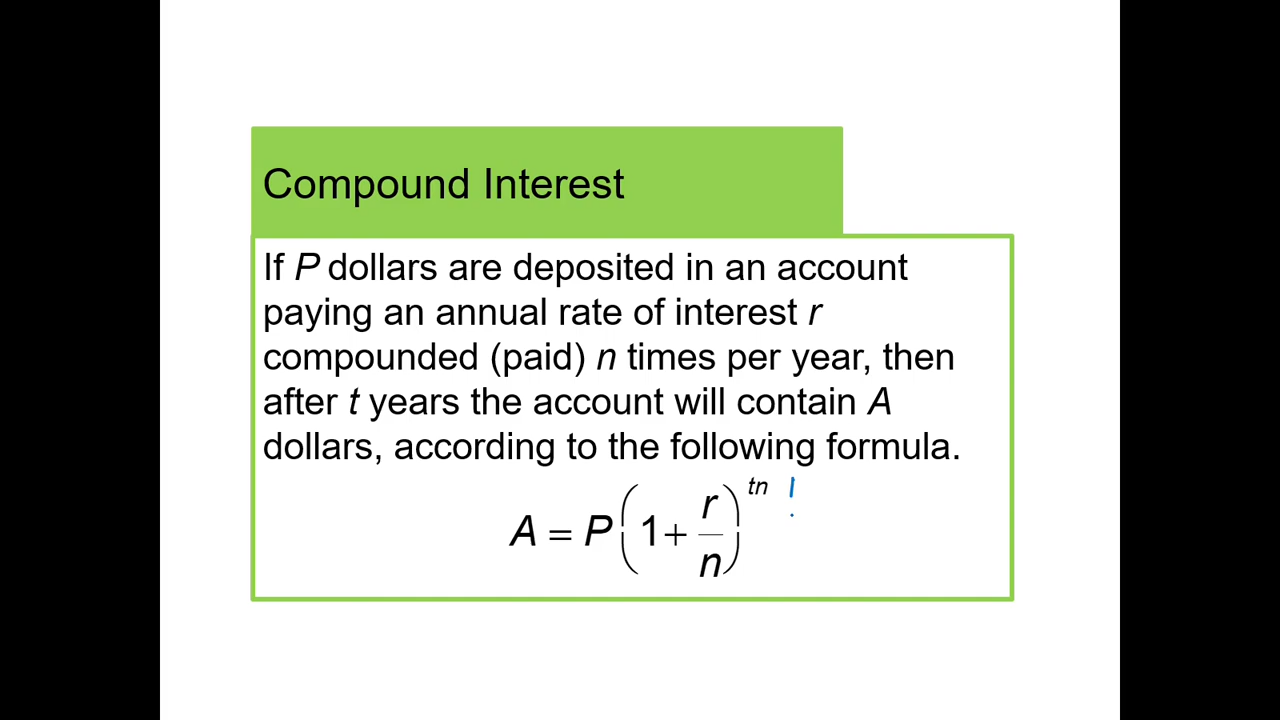 Compound Interest
If P dollars are deposited in an account
paying an annual rate of interest r
compounded (paid) n times per year, then
after t years the account will contain A
dollars, according to the following formula.
A = P(1 + r/n)^tn !